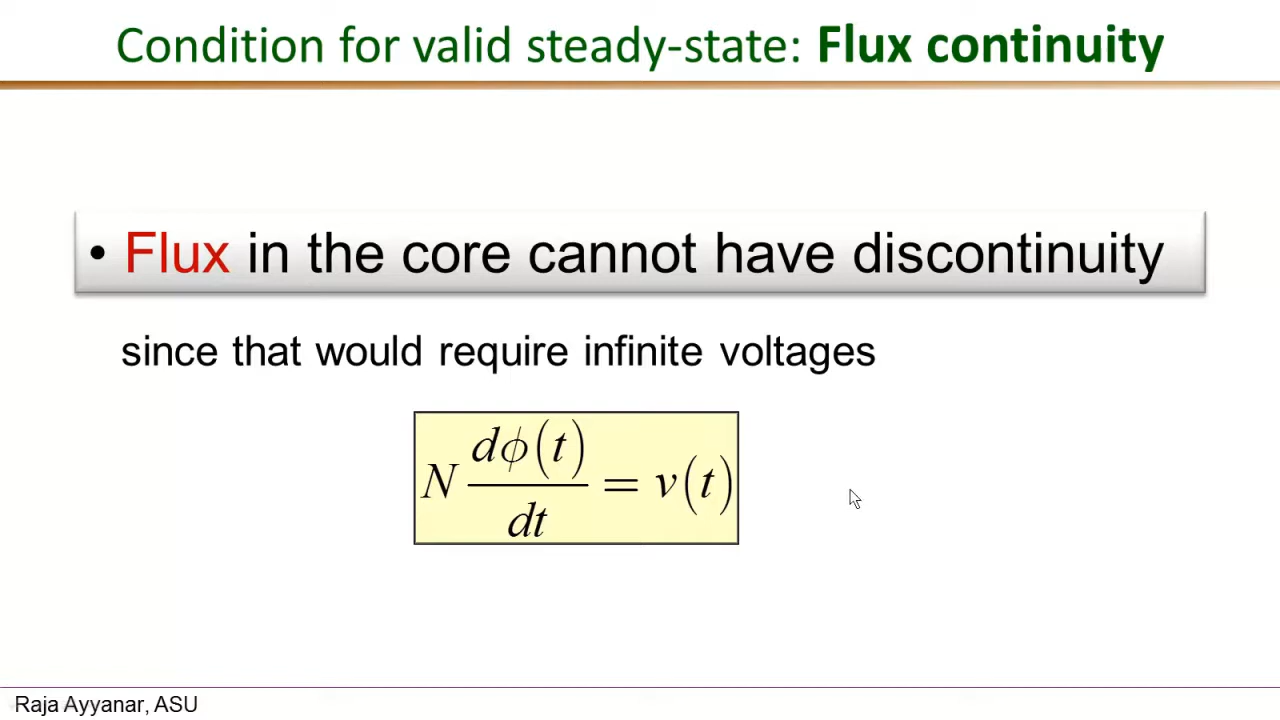 Condition for valid steady-state: Flux continuity
• Flux in the core cannot have discontinuity
since that would require infinite voltages
N dϕ(t)/dt = v(t)
Raja Ayyanar, ASU